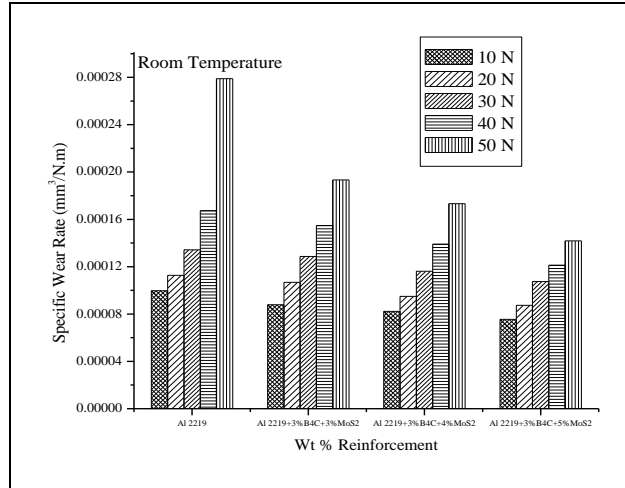 Room Temperature
10 N
20 N
30 N
40 N
50 N
Specific Wear Rate (mm³/N.m)
0.00028
0.00024
0.00020
0.00016
0.00012
0.00008
0.00004
0.00000
Al 2219
Al 2219+3%B4C+3%MoS2
Al 2219+3%B4C+4%MoS2
Al 2219+3%B4C+5%MoS2
Wt % Reinforcement